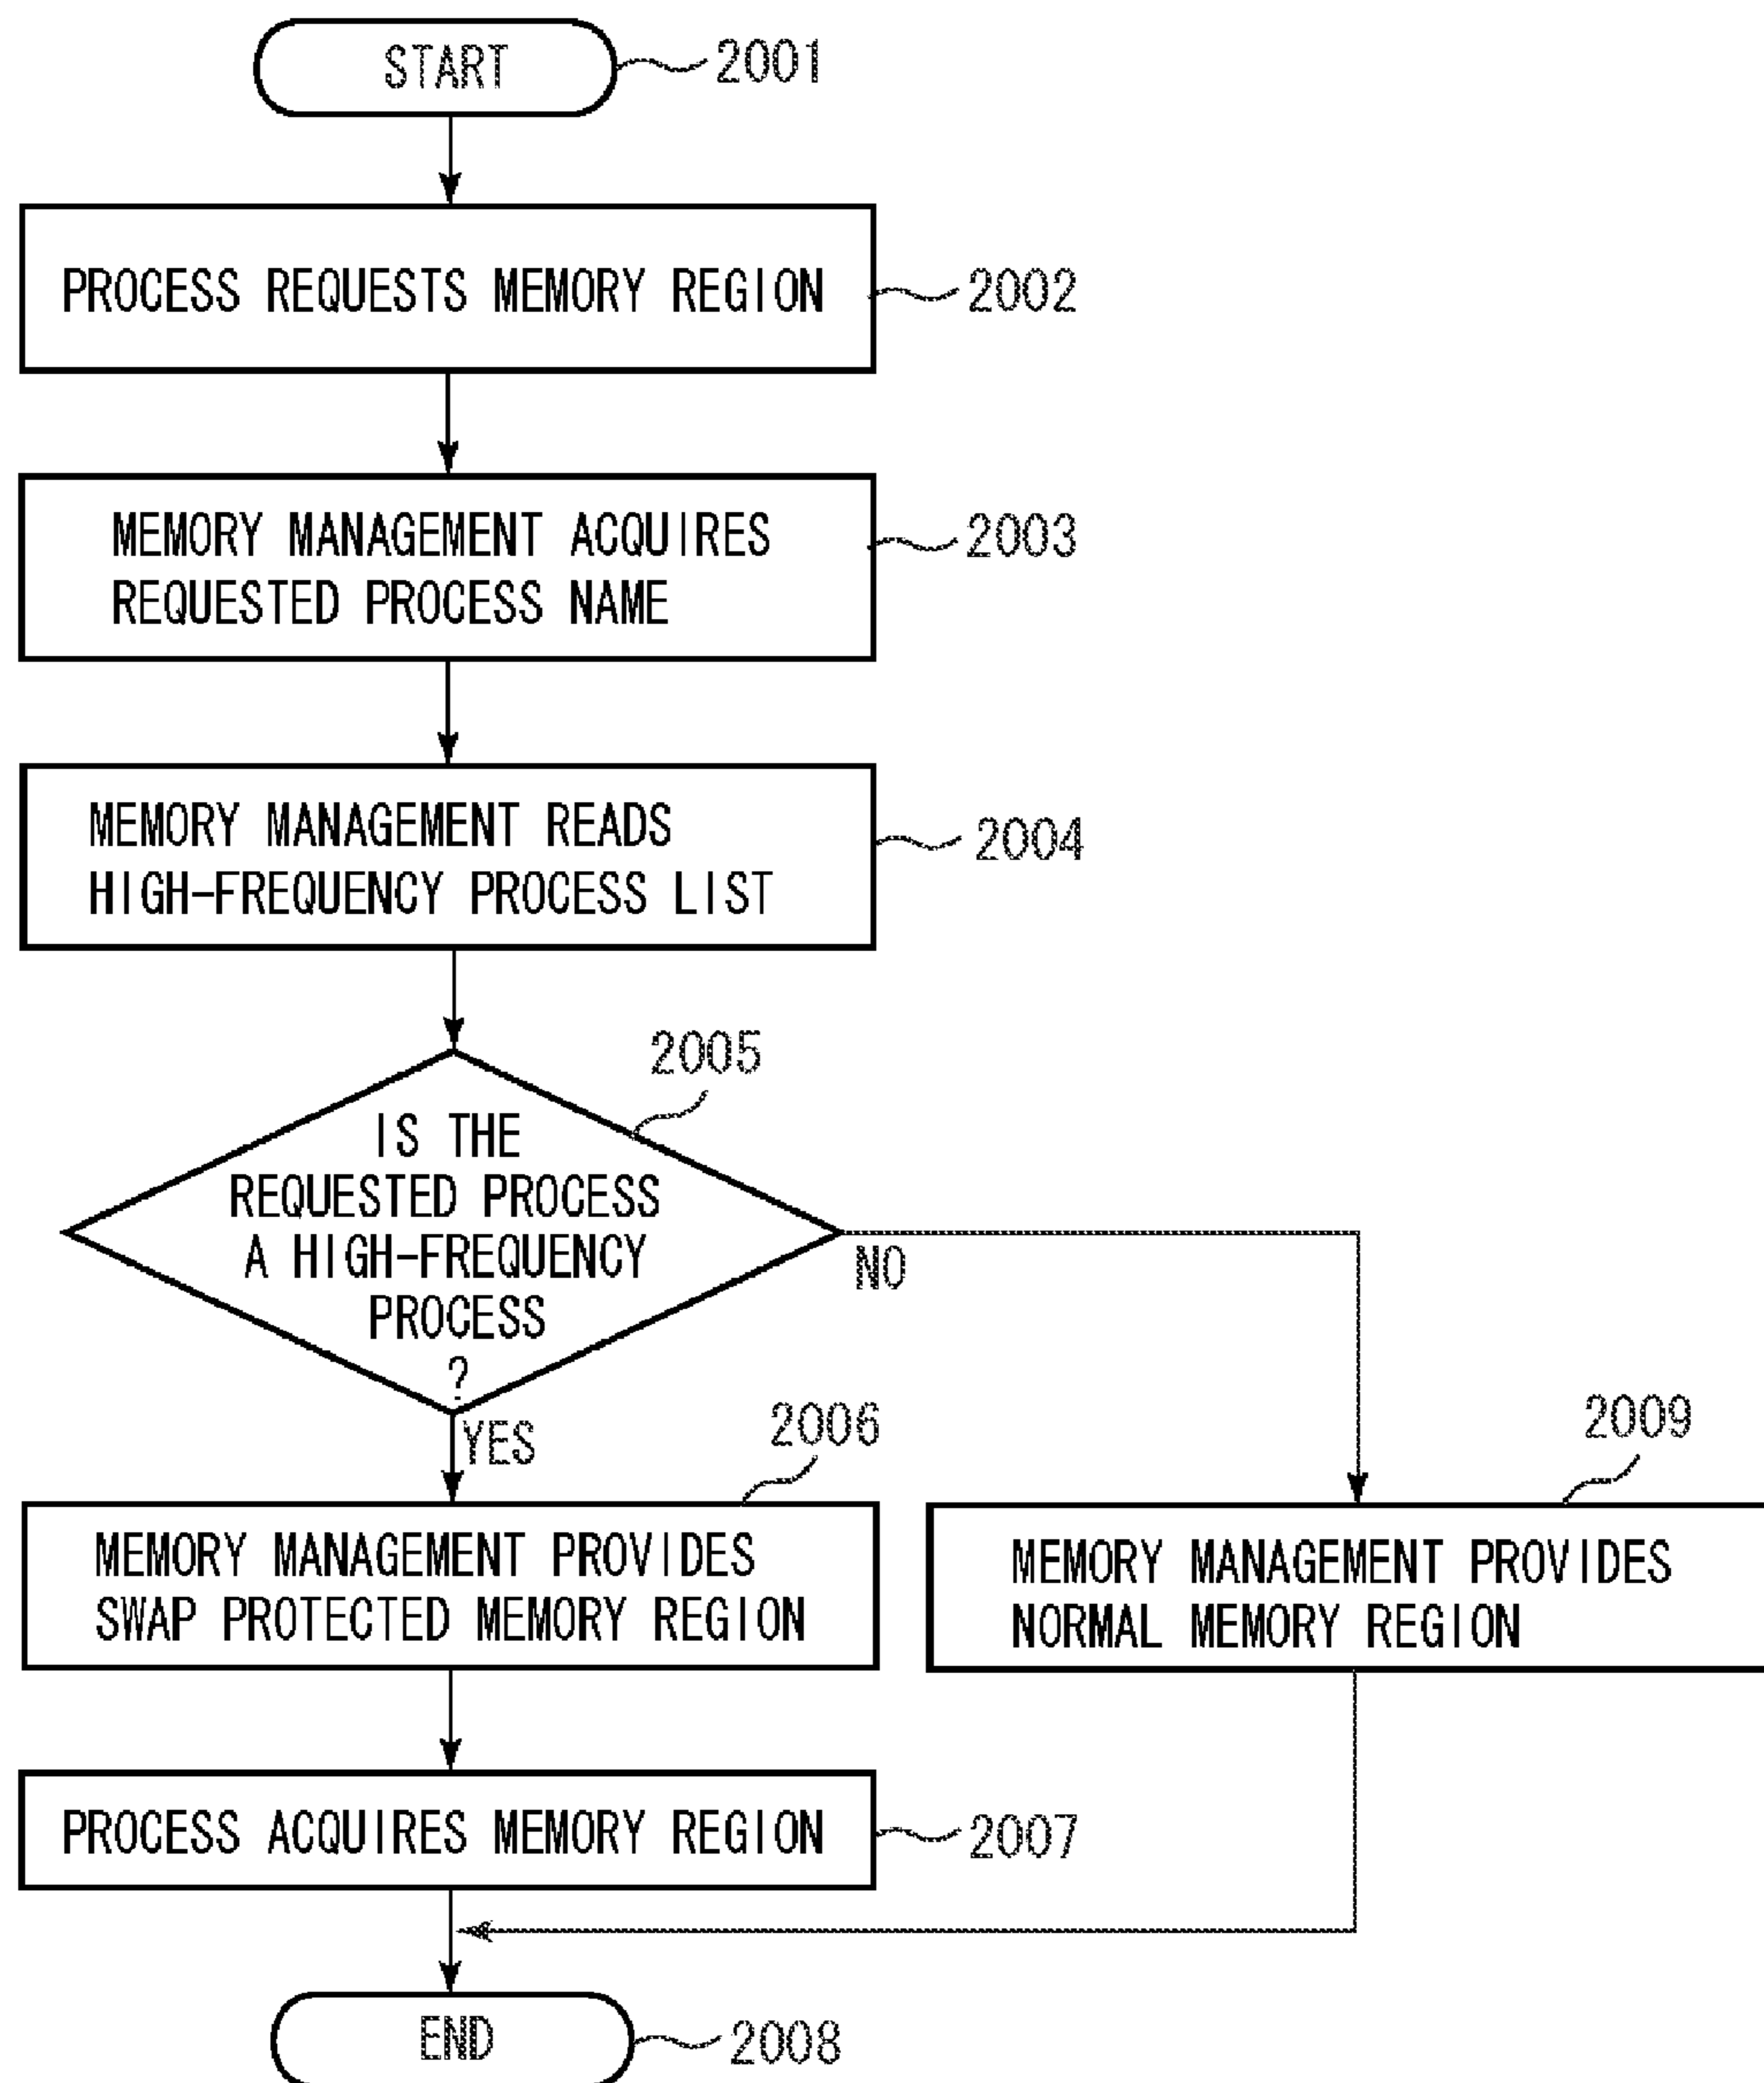 START
2001
PROCESS REQUESTS MEMORY REGION
2002
MEMORY MANAGEMENT ACQUIRES
REQUESTED PROCESS NAME
2003
MEMORY MANAGEMENT READS
HIGH-FREQUENCY PROCESS LIST
2004
2005
IS THE
REQUESTED PROCESS
A HIGH-FREQUENCY
PROCESS
?
NO
YES
2006
MEMORY MANAGEMENT PROVIDES
SWAP PROTECTED MEMORY REGION
2009
MEMORY MANAGEMENT PROVIDES
NORMAL MEMORY REGION
PROCESS ACQUIRES MEMORY REGION
2007
END
2008